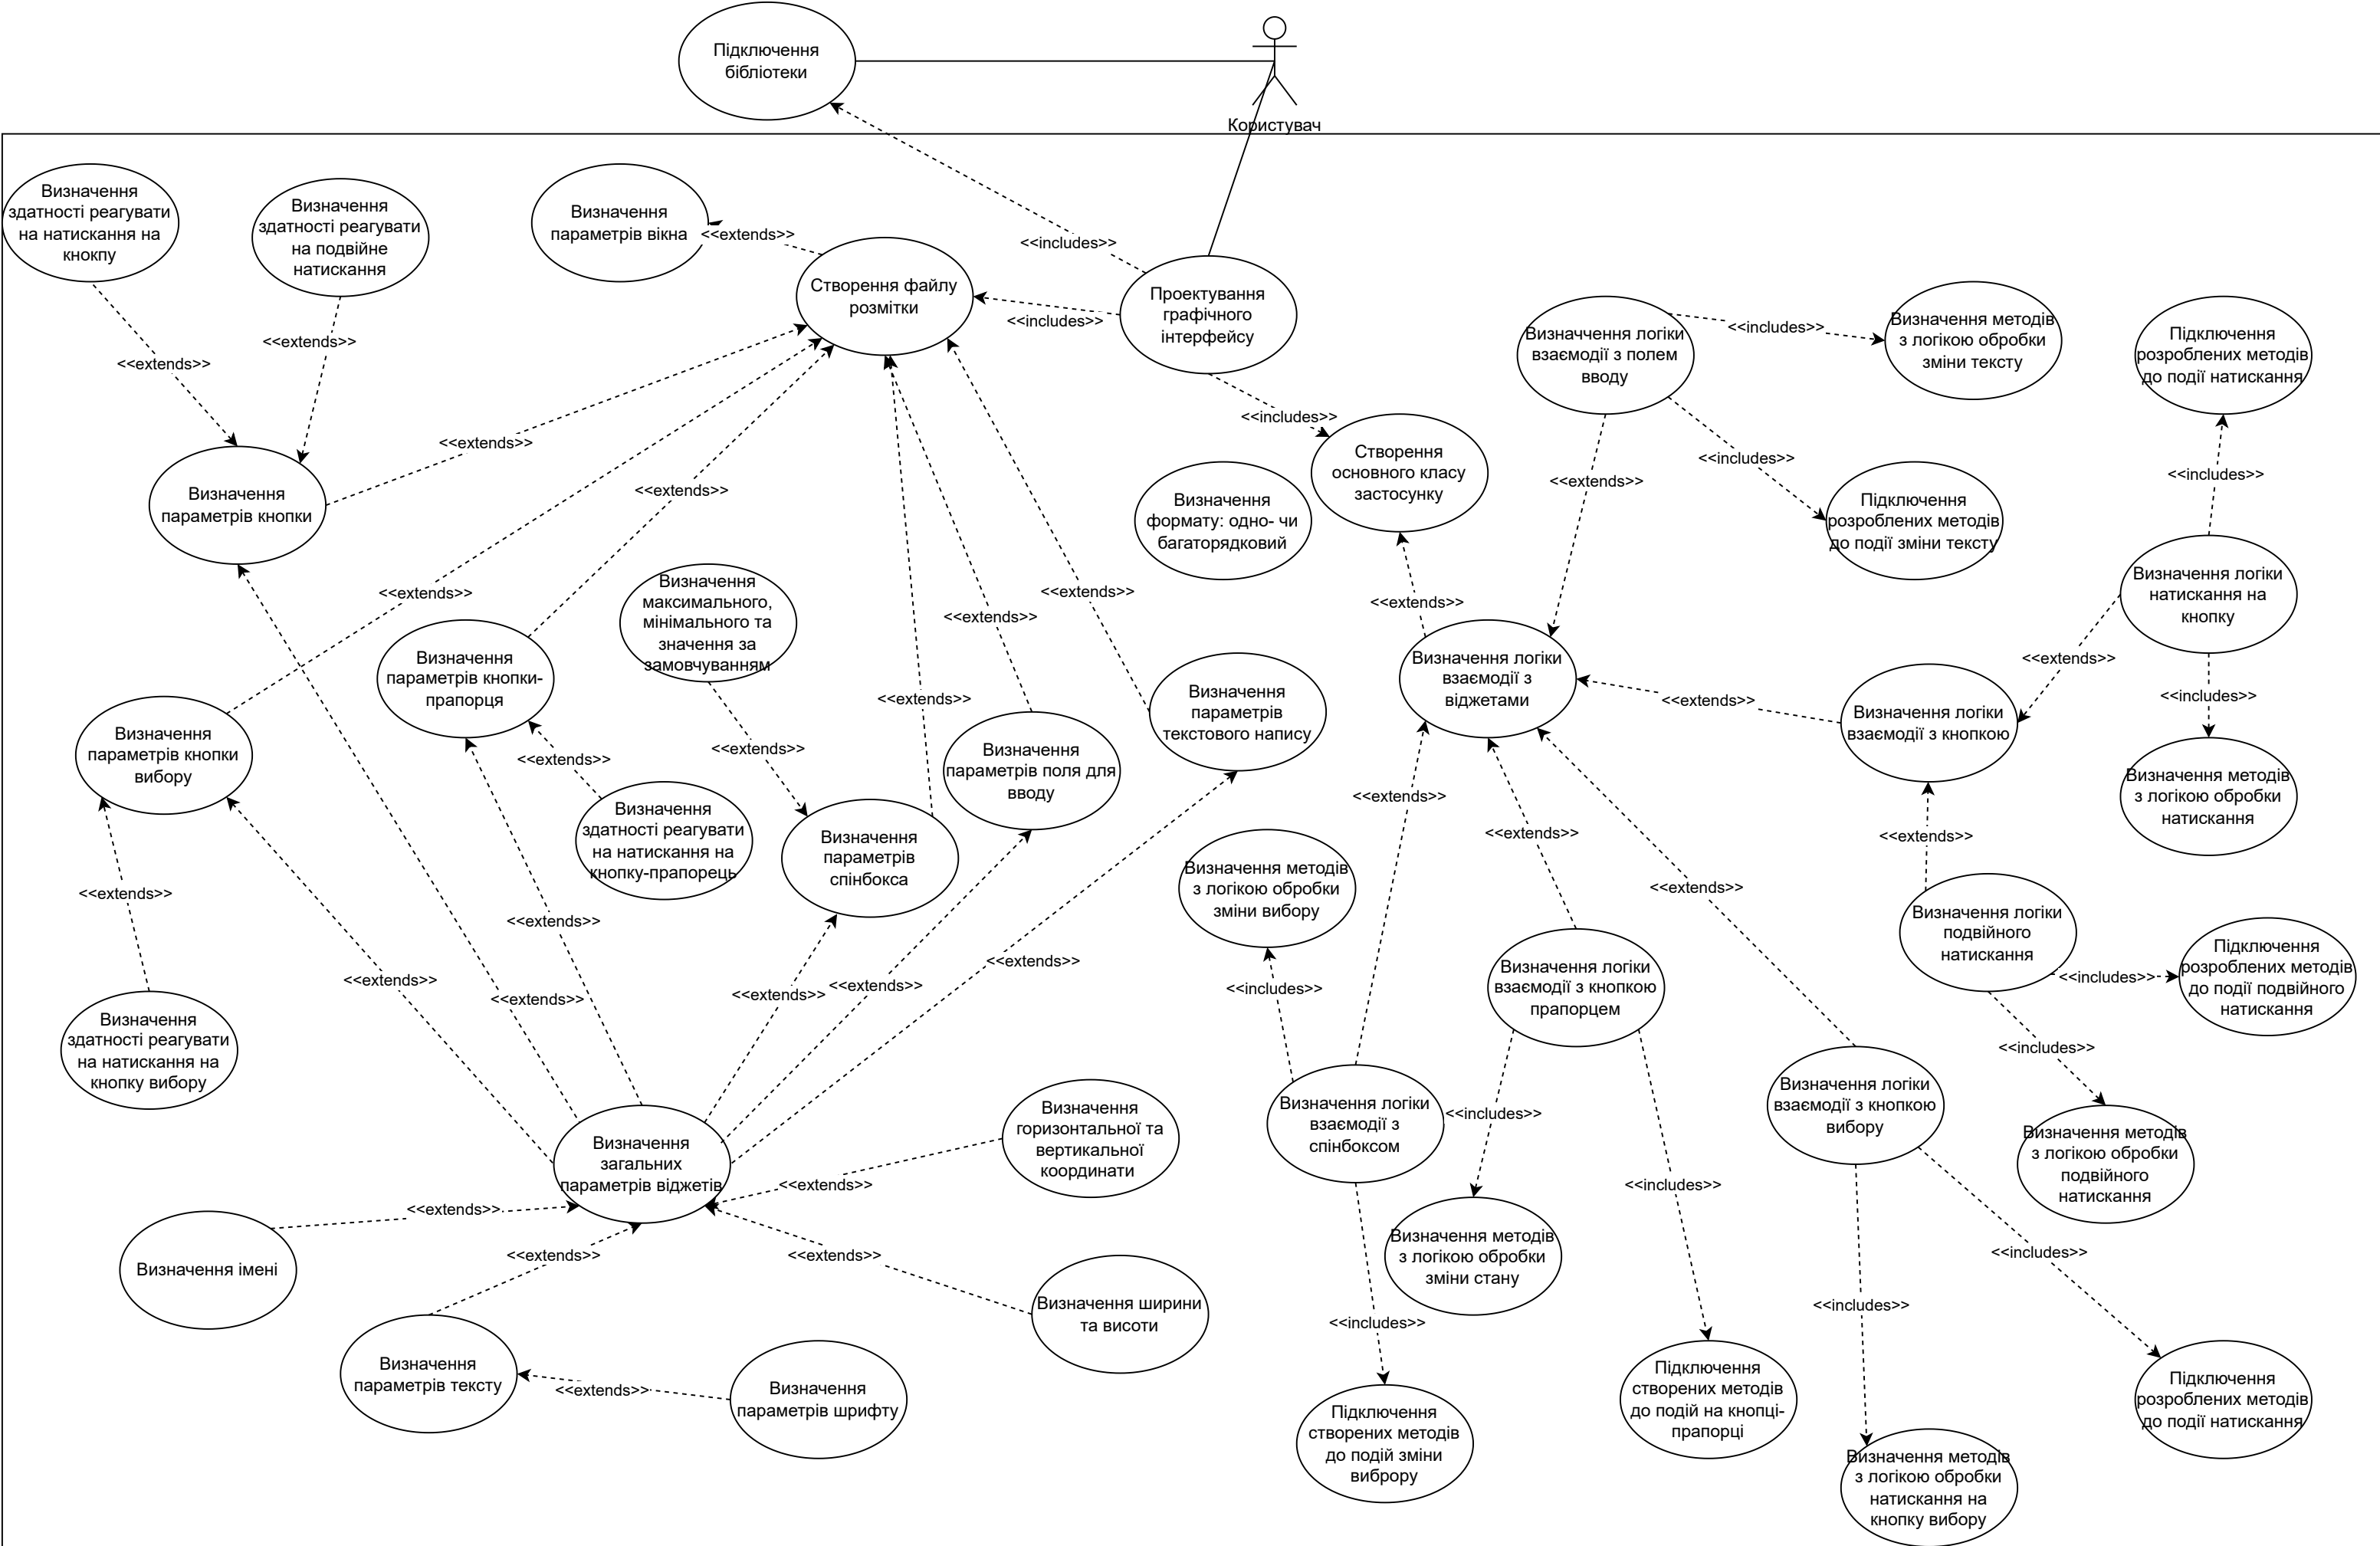 Підключення
бібліотеки
Користувач
Визначення
здатності реагувати
на натискання на
кнокпу
Визначення
здатності реагувати
на подвійне
натискання
Визначення
параметрів вікна
<<extends>>
Створення файлу
розмітки
<<includes>>
<<includes>>
Проектування
графічного
інтерфейсу
<<extends>>
<<extends>>
<<includes>>
Визначення
параметрів кнопки
<<extends>>
<<extends>>
<<extends>>
<<extends>>
<<extends>>
<<extends>>
Створення
основного класу
застосунку
Визначення
формату: одно- чи
багаторядковий
Визначення
максимального,
мінімального та
значення за
замовчуванням
Визначення
параметрів кнопки-
прапорця
Визначення
параметрів кнопки
вибору
<<extends>>
<<extends>>
Визначення
здатності реагувати
на натискання на
кнопку-прапорець
Визначення
параметрів
спінбокса
Визначення
параметрів поля для
вводу
Визначення
параметрів
текстового напису
<<extends>>
Визначення
здатності реагувати
на натискання на
кнопку вибору
<<extends>>
<<extends>>
<<extends>>
<<extends>>
<<extends>>
<<extends>>
Визначення
загальних
параметрів віджетів
Визначення
горизонтальної та
вертикальної
координати
<<extends>>
<<extends>>
<<extends>>
<<extends>>
Визначення імені
Визначення ширини
та висоти
Визначення
параметрів тексту
<<extends>>
Визначення
параметрів шрифту
Визначчення логіки
взаємодії з полем
вводу
<<includes>>
Визначення методів
з логікою обробки
зміни тексту
<<includes>>
Підключення
розроблених методів
до події зміни тексту
<<extends>>
<<extends>>
Визначення логіки
взаємодії з
віджетами
Підключення
розроблених методів
до події натискання
<<includes>>
Визначення логіки
натискання на
кнопку
<<extends>>
<<includes>>
Визначення методів
з логікою обробки
натискання
<<extends>>
Визначення логіки
взаємодії з кнопкою
<<extends>>
Визначення логіки
подвійного
натискання
<<includes>>
Підключення
розроблених методів
до події подвійного
натискання
<<includes>>
Визначення методів
з логікою обробки
подвійного
натискання
<<extends>>
<<extends>>
<<extends>>
Визначення методів
з логікою обробки
зміни вибору
<<includes>>
Визначення логіки
взаємодії з
спінбоксом
<<includes>>
Підключення
створених методів
до подій зміни
виброру
Визначення логіки
взаємодії з кнопкою
прапорцем
<<includes>>
Визначення методів
з логікою обробки
зміни стану
<<includes>>
Підключення
створених методів
до подій на кнопці-
прапорці
Визначення логіки
взаємодії з кнопкою
вибору
<<includes>>
Визначення методів
з логікою обробки
натискання на
кнопку вибору
<<includes>>
Підключення
розроблених методів
до події натискання